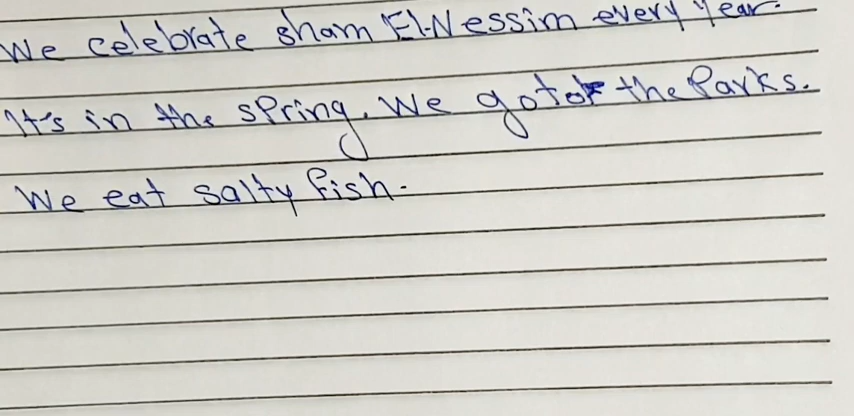 We celebrate sham El-Nessim every year.
It's in the spring. We go to the Parks.
We eat salty fish.